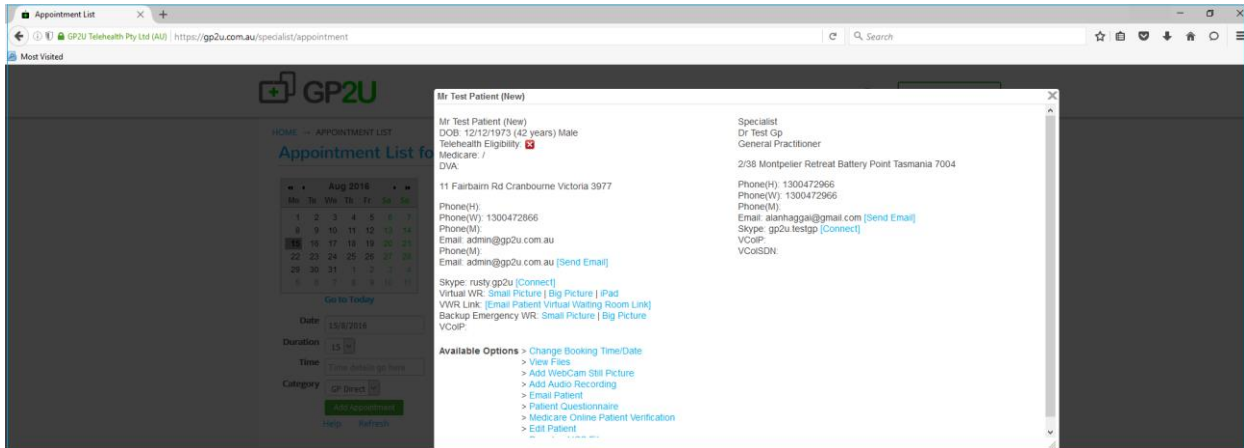 Appointment List
GP2U Telehealth Pty Ltd (AU) https://gp2u.com.au/specialist/appointment
Search
Most Visited
GP2U
HOME → APPOINTMENT LIST
Appointment List fo
Aug 2016
Mo Tu We Th Fr Sa Su
1 2 3 4 5 6 7
8 9 10 11 12 13 14
15 16 17 18 19 20 21
22 23 24 25 26 27 28
29 30 31 1 2 3 4
5 6 7 8 9 10 11
Go to Today
Date 15/8/2016
Duration 15
Time
Category GP Direct
Add Appointment
Help Refresh
Mr Test Patient (New)
Mr Test Patient (New)
DOB: 12/12/1973 (42 years) Male
Telehealth Eligibility:
Medicare: /
DVA:
11 Fairbairn Rd Cranbourne Victoria 3977
Phone(H):
Phone(W): 1300472866
Phone(M):
Email: admin@gp2u.com.au
Phone(M):
Email: admin@gp2u.com.au [Send Email]
Skype: rusty.gp2u [Connect]
Virtual WR: Small Picture | Big Picture | iPad
VWR Link: [Email Patient Virtual Waiting Room Link]
Backup Emergency WR: Small Picture | Big Picture
VCoIP:
Available Options > Change Booking Time/Date
> View Files
> Add WebCam Still Picture
> Add Audio Recording
> Email Patient
> Patient Questionnaire
> Medicare Online Patient Verification
> Edit Patient
Specialist
Dr Test Gp
General Practitioner
2/38 Montpelier Retreat Battery Point Tasmania 7004
Phone(H): 1300472966
Phone(W): 1300472966
Phone(M):
Email: alanhaggai@gmail.com [Send Email]
Skype: gp2u.testgp [Connect]
VCoIP:
VCoISDN: